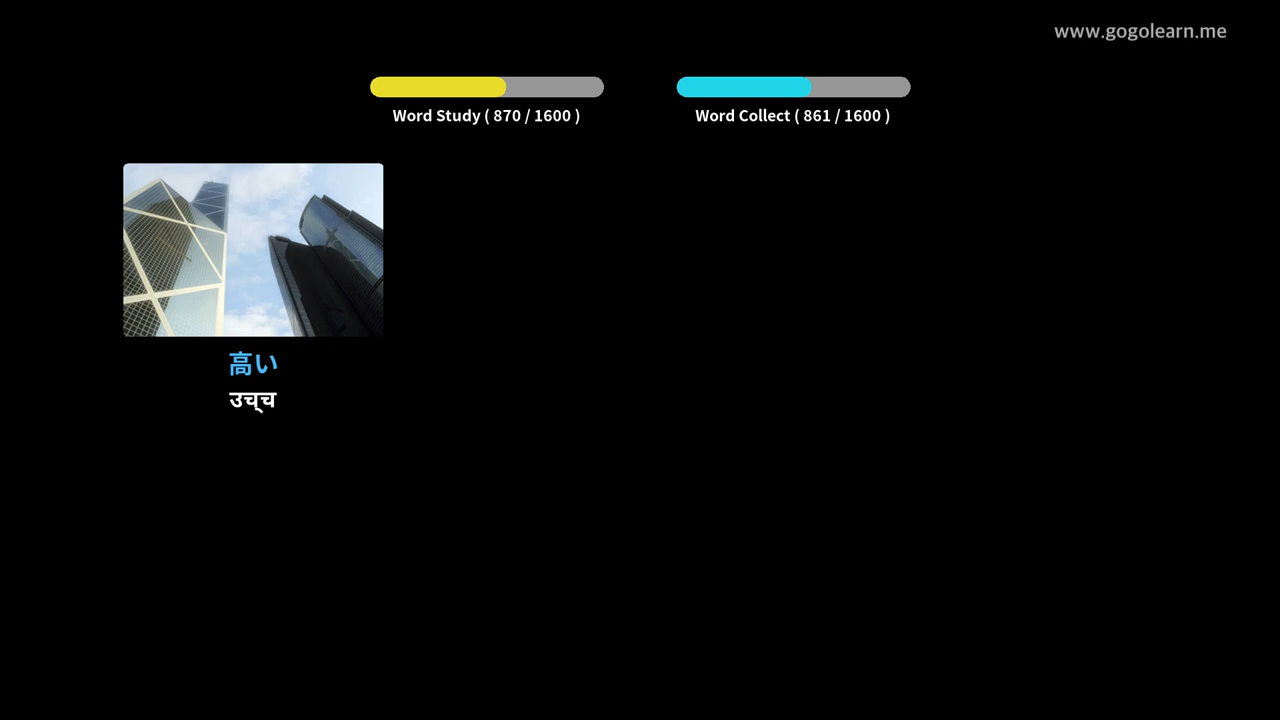 www.gogolearn.me
Word Study ( 870 / 1600 )
Word Collect ( 861 / 1600 )
高い
उच्च